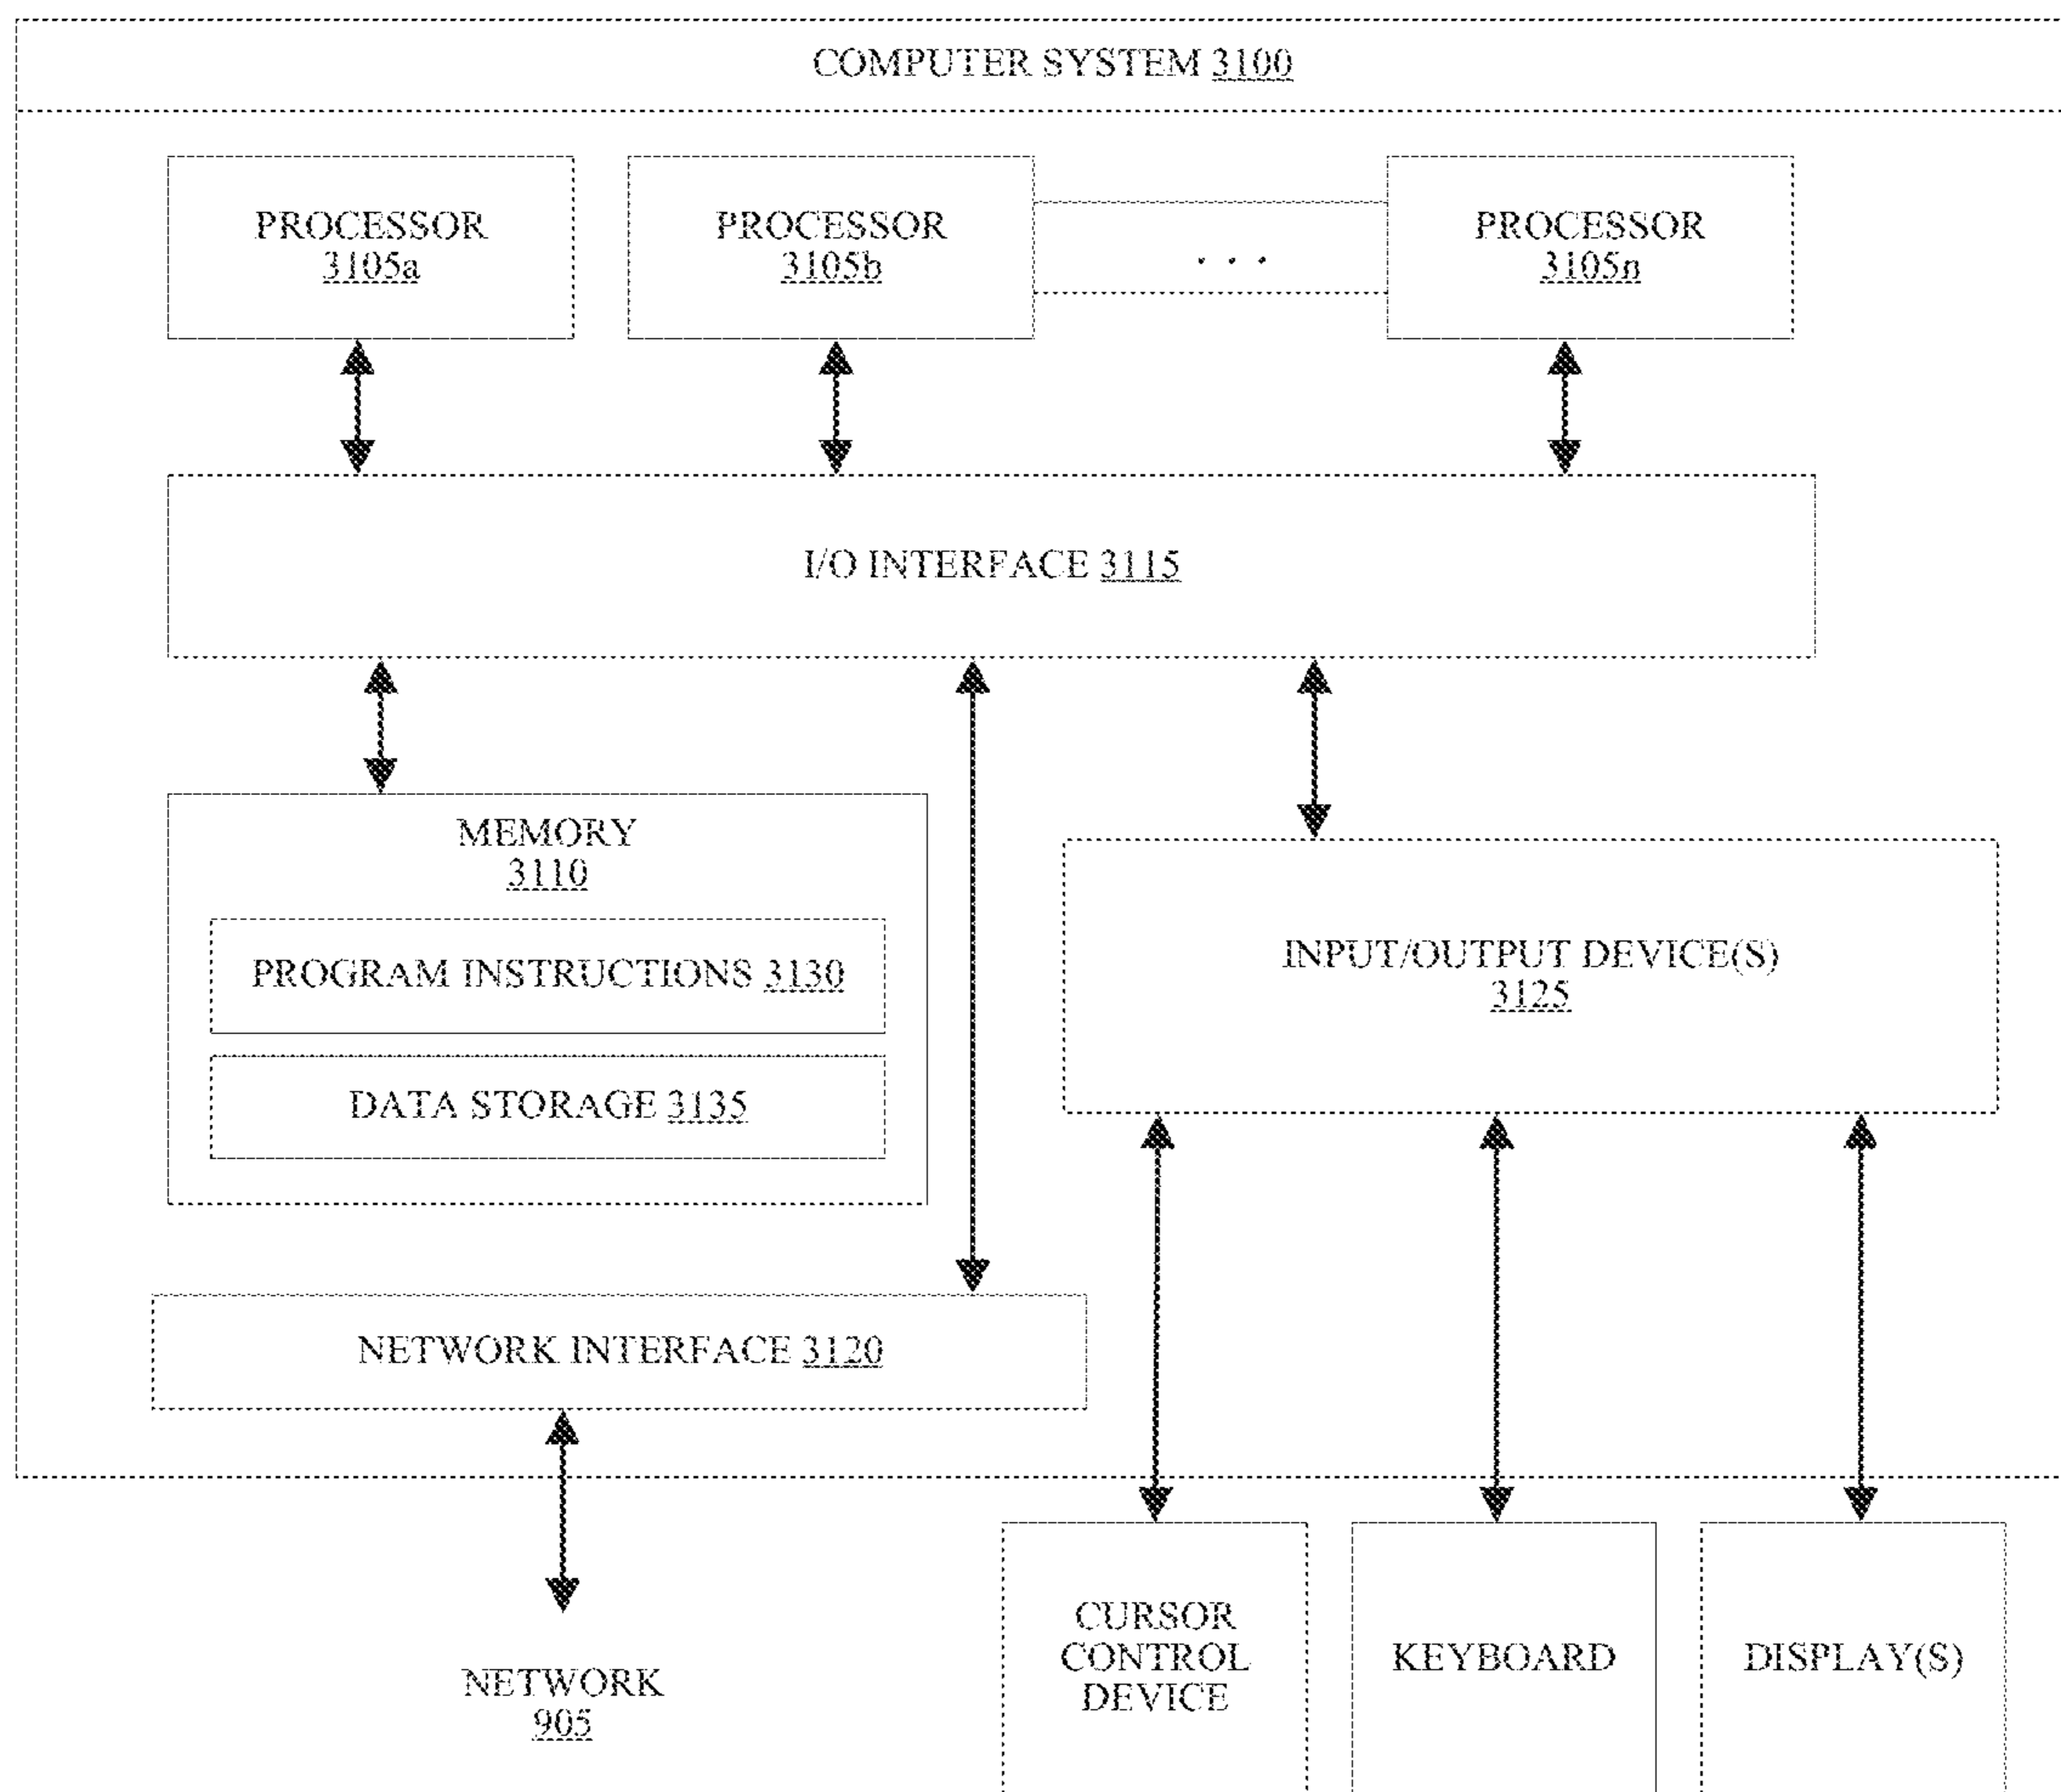 COMPUTER SYSTEM 3100
PROCESSOR
3105a
PROCESSOR
3105b
. . .
PROCESSOR
3105n
I/O INTERFACE 3115
MEMORY
3110
PROGRAM INSTRUCTIONS 3130
DATA STORAGE 3135
INPUT/OUTPUT DEVICE(S)
3125
NETWORK INTERFACE 3120
NETWORK
905
CURSOR
CONTROL
DEVICE
KEYBOARD
DISPLAY(S)